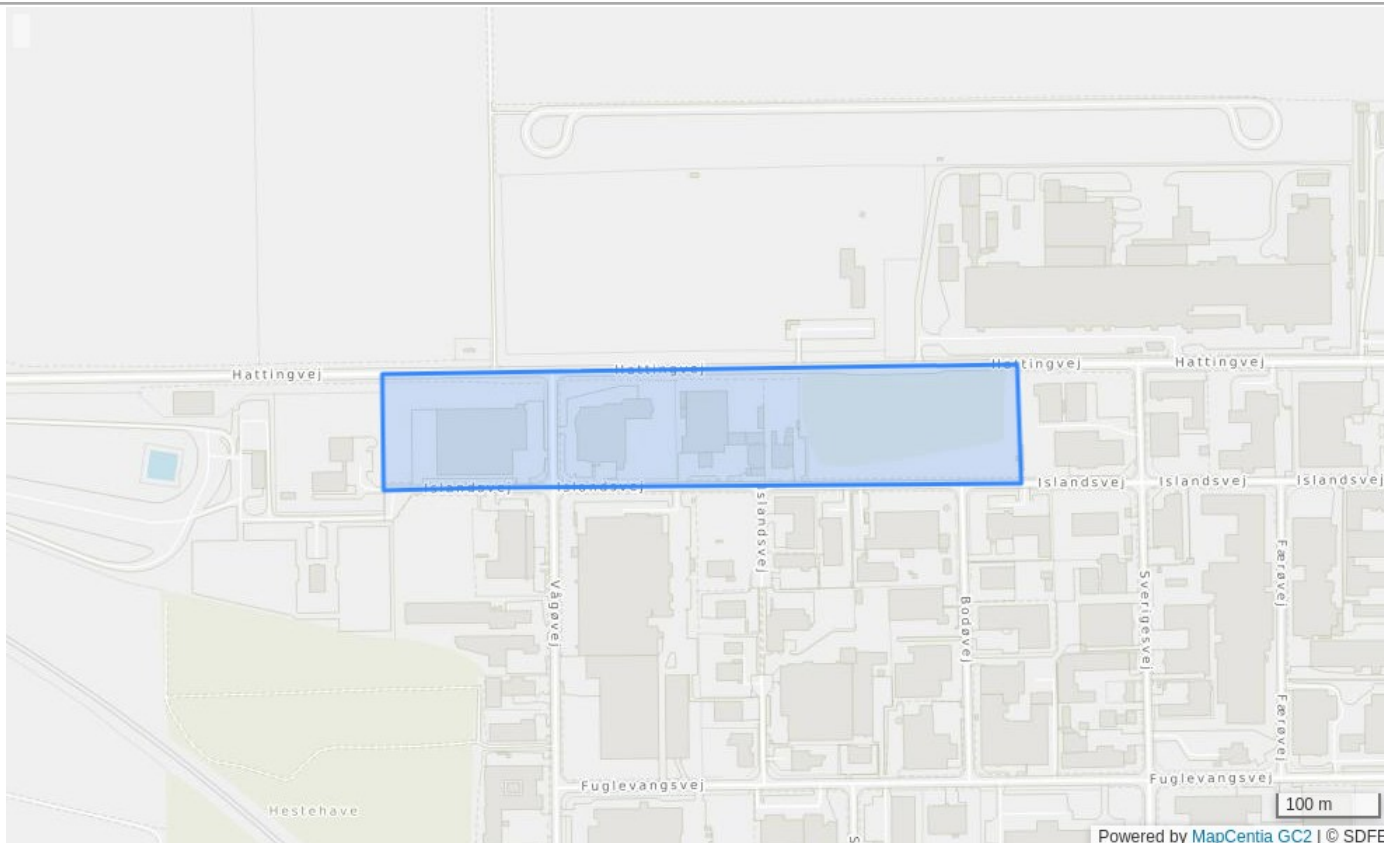 Hattingvej
Hattingvej
Hattingvej
Hattingvej
Islandsvej
Islandsvej
Islandsvej
Islandsvej
Islandsvej
Islandsvej
Vågøvej
Bodøvej
Sverigesvej
Færøvej
Færøvej
Fuglevangsvej
Fuglevangsvej
Hestehave
S
100 m
Powered by MapCentia GC2 | © SDFE